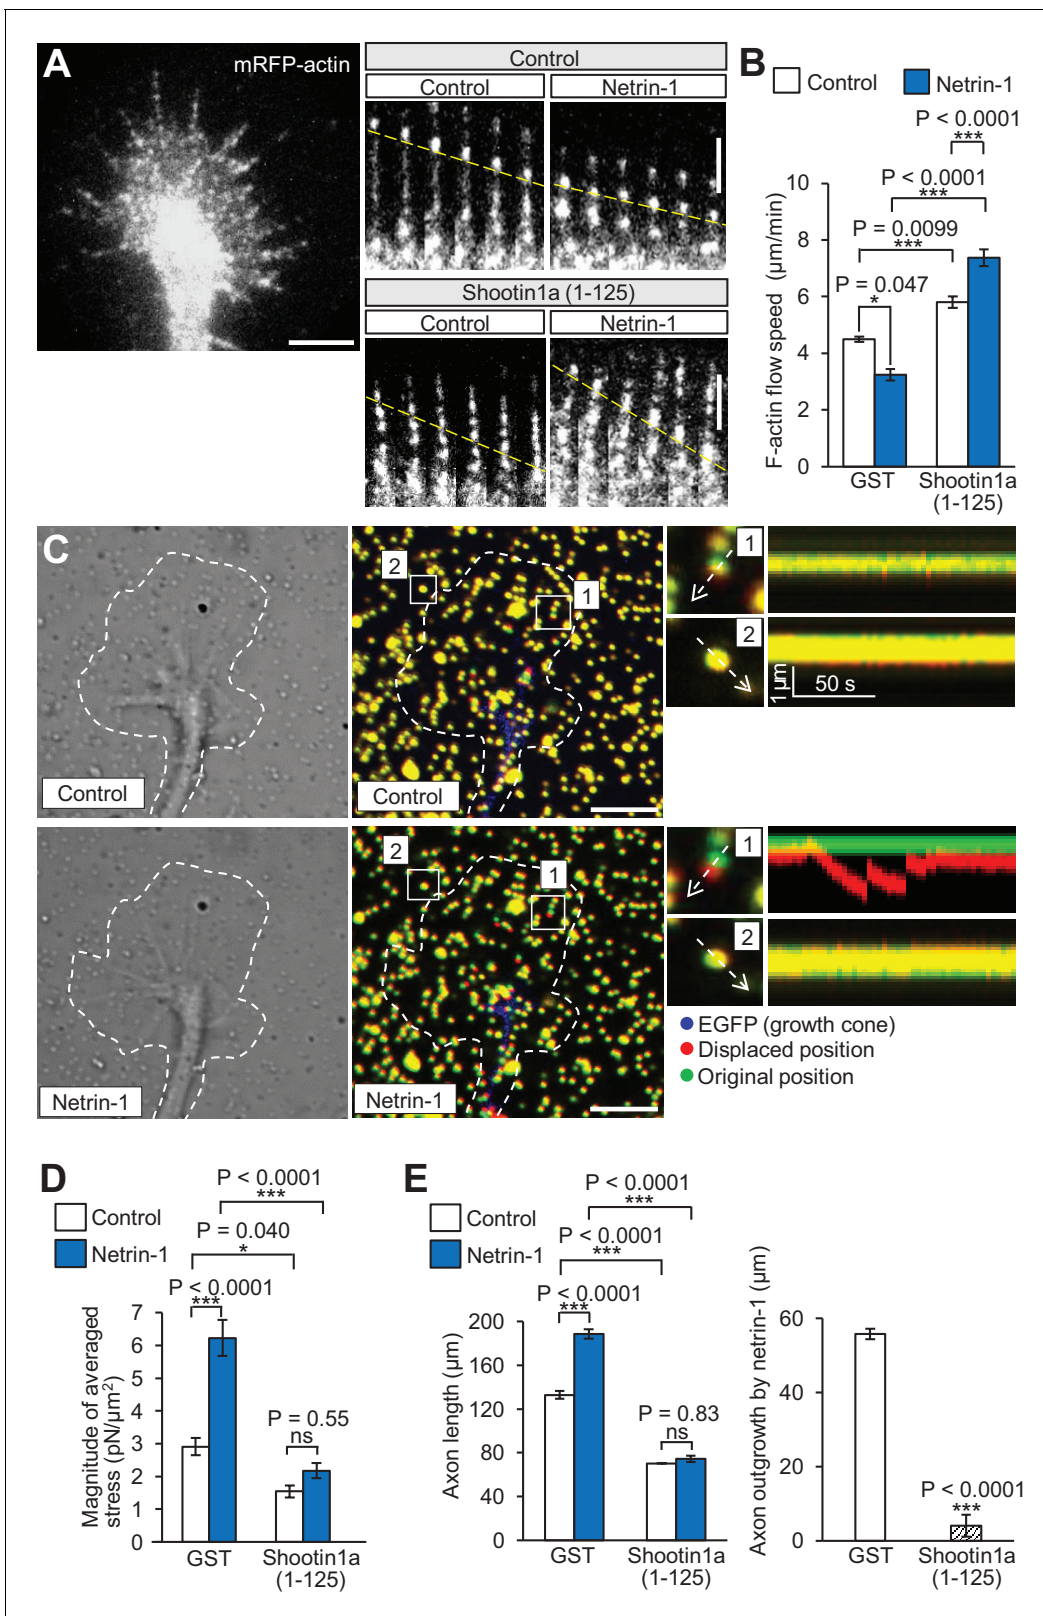 A
mRFP-actin
Control
Control
Netrin-1
Shootin1a (1-125)
Control
Netrin-1
B
Control
Netrin-1
P < 0.0001
***
P < 0.0001
***
P = 0.0099
***
P = 0.047
*
F-actin flow speed (µm/min)
10
8
6
4
2
0
GST
Shootin1a
(1-125)
C
Control
2
1
Control
1
2
1 µm
50 s
Netrin-1
2
1
Netrin-1
1
2
EGFP (growth cone)
Displaced position
Original position
D
Control
Netrin-1
P < 0.0001
***
P = 0.040
*
P < 0.0001
***
P = 0.55
ns
Magnitude of averaged
stress (pN/µm²)
7
6
5
4
3
2
1
0
GST
Shootin1a
(1-125)
E
Control
Netrin-1
P < 0.0001
***
P < 0.0001
***
P < 0.0001
***
P = 0.83
ns
Axon length (µm)
200
160
120
80
40
0
GST
Shootin1a
(1-125)
Axon outgrowth by netrin-1 (µm)
60
40
20
0
P < 0.0001
***
GST
Shootin1a
(1-125)